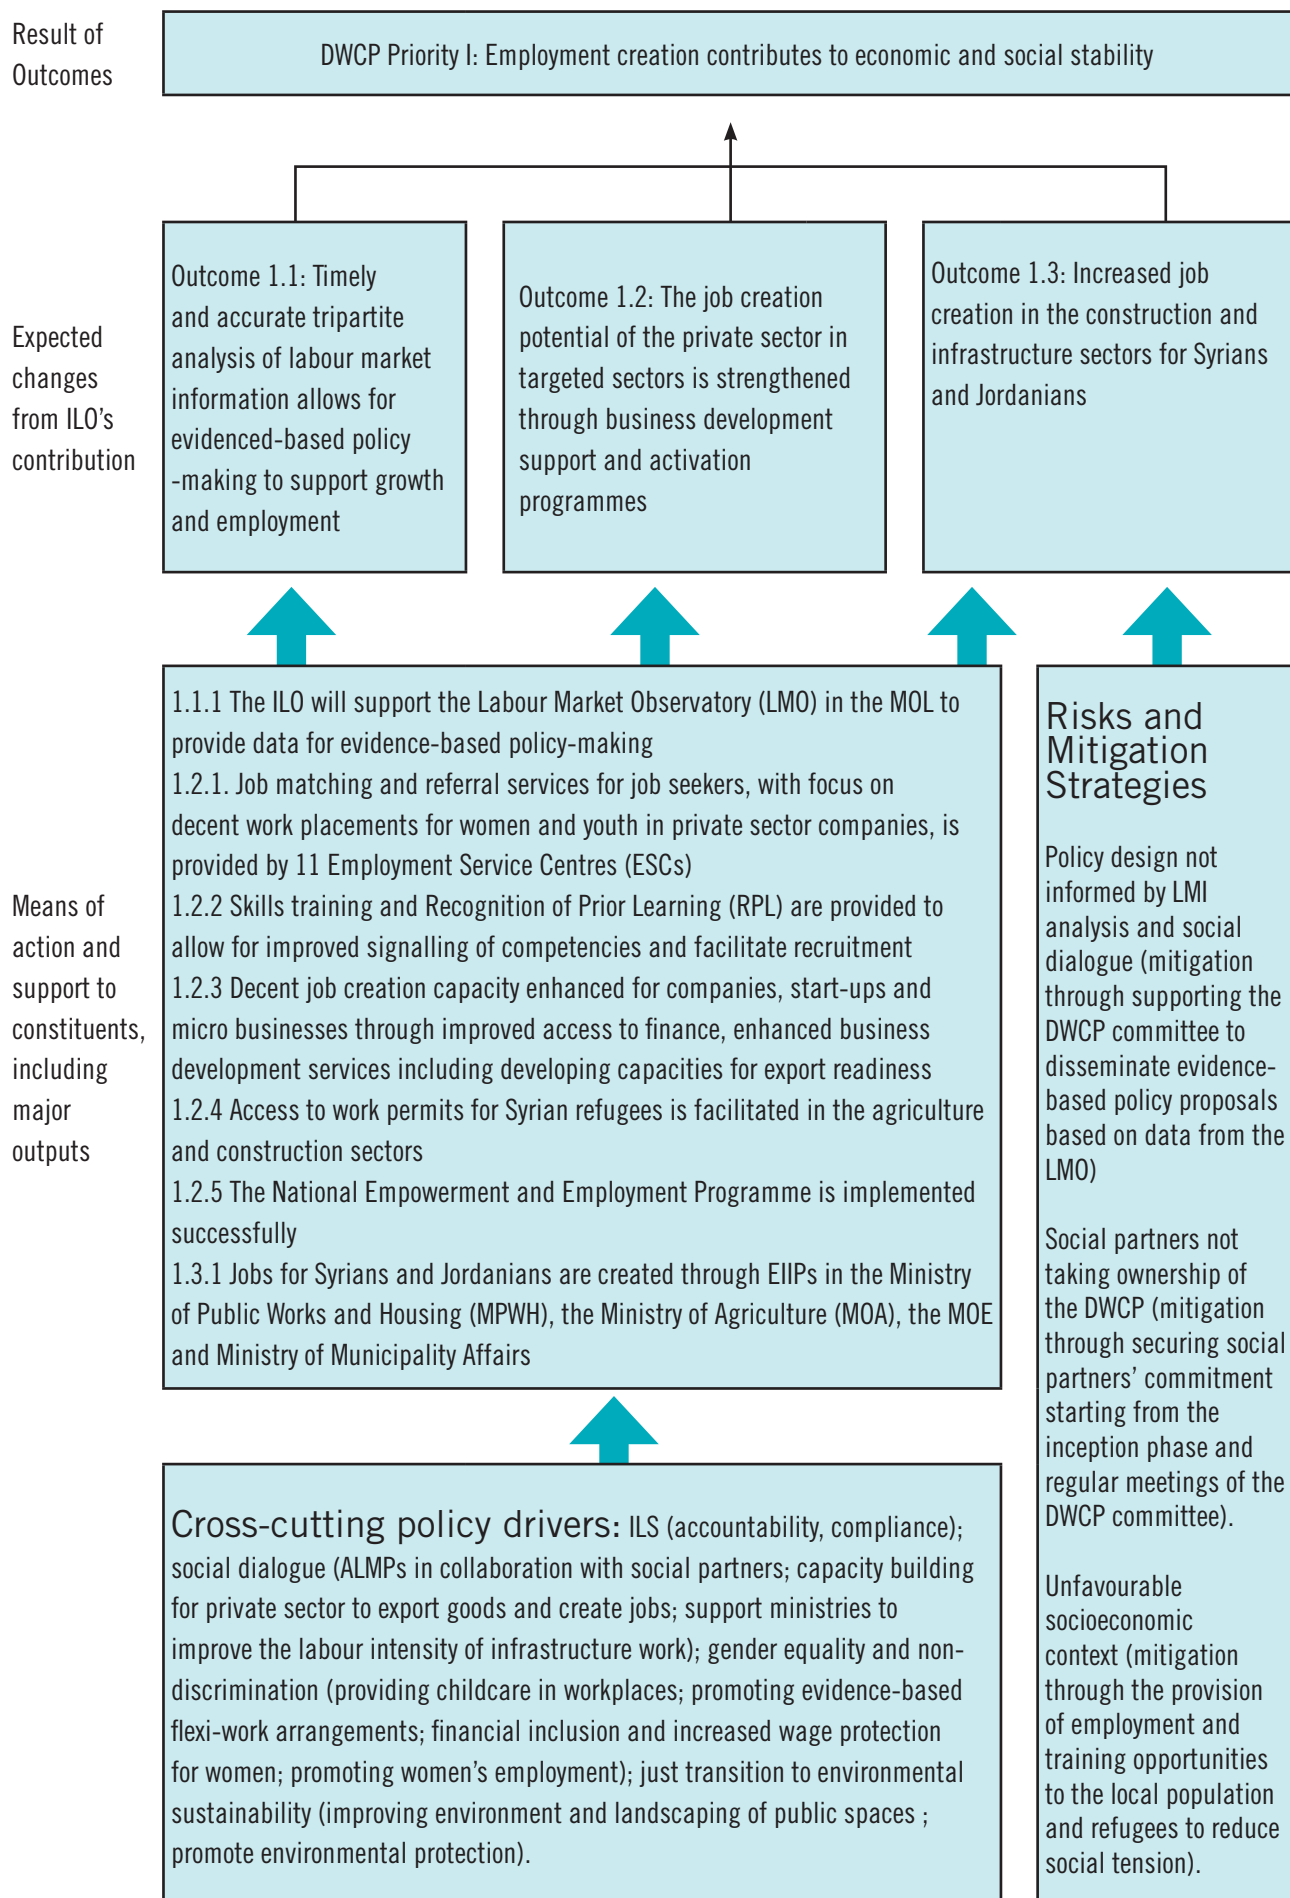 Result of
Outcomes
DWCP Priority I: Employment creation contributes to economic and social stability
Expected
changes
from ILO’s
contribution
Outcome 1.1: Timely
and accurate tripartite
analysis of labour market
information allows for
evidenced-based policy
-making to support growth
and employment
Outcome 1.2: The job creation
potential of the private sector in
targeted sectors is strengthened
through business development
support and activation
programmes
Outcome 1.3: Increased job
creation in the construction and
infrastructure sectors for Syrians
and Jordanians
Means of
action and
support to
constituents,
including
major
outputs
1.1.1 The ILO will support the Labour Market Observatory (LMO) in the MOL to
provide data for evidence-based policy-making
1.2.1. Job matching and referral services for job seekers, with focus on
decent work placements for women and youth in private sector companies, is
provided by 11 Employment Service Centres (ESCs)
1.2.2 Skills training and Recognition of Prior Learning (RPL) are provided to
allow for improved signalling of competencies and facilitate recruitment
1.2.3 Decent job creation capacity enhanced for companies, start-ups and
micro businesses through improved access to finance, enhanced business
development services including developing capacities for export readiness
1.2.4 Access to work permits for Syrian refugees is facilitated in the agriculture
and construction sectors
1.2.5 The National Empowerment and Employment Programme is implemented
successfully
1.3.1 Jobs for Syrians and Jordanians are created through EIIPs in the Ministry
of Public Works and Housing (MPWH), the Ministry of Agriculture (MOA), the MOE
and Ministry of Municipality Affairs
Risks and
Mitigation
Strategies
Policy design not
informed by LMI
analysis and social
dialogue (mitigation
through supporting the
DWCP committee to
disseminate evidence-
based policy proposals
based on data from the
LMO)
Social partners not
taking ownership of
the DWCP (mitigation
through securing social
partners’ commitment
starting from the
inception phase and
regular meetings of the
DWCP committee).
Unfavourable
socioeconomic
context (mitigation
through the provision
of employment and
training opportunities
to the local population
and refugees to reduce
social tension).
Cross-cutting policy drivers: ILS (accountability, compliance);
social dialogue (ALMPs in collaboration with social partners; capacity building
for private sector to export goods and create jobs; support ministries to
improve the labour intensity of infrastructure work); gender equality and non-
discrimination (providing childcare in workplaces; promoting evidence-based
flexi-work arrangements; financial inclusion and increased wage protection
for women; promoting women’s employment); just transition to environmental
sustainability (improving environment and landscaping of public spaces ;
promote environmental protection).